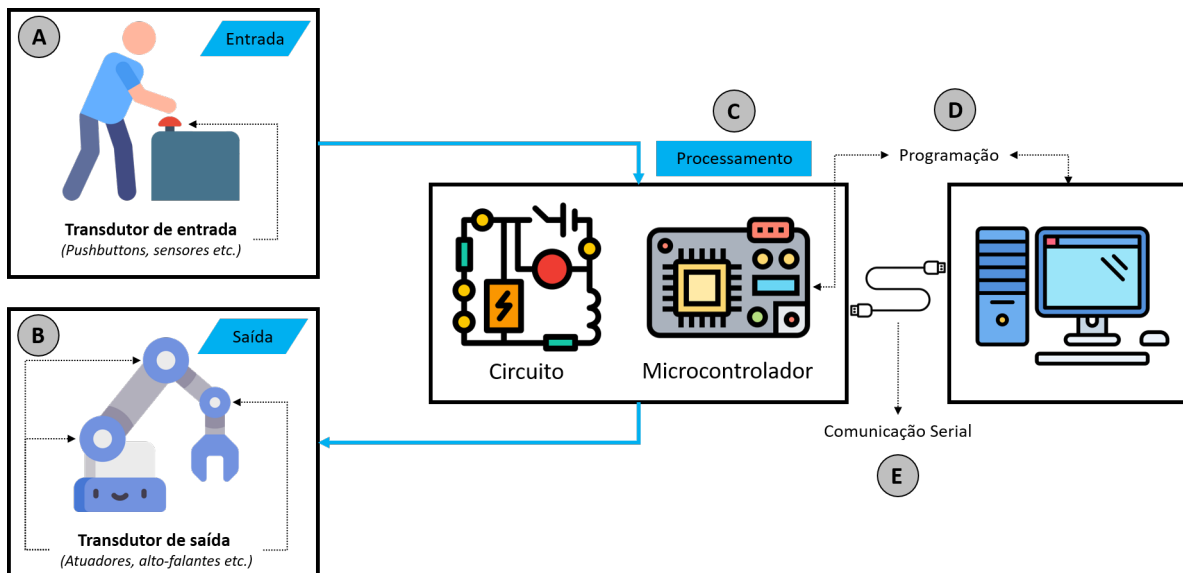 A
Entrada
Transdutor de entrada
(Pushbuttons, sensores etc.)
B
Saída
Transdutor de saída
(Atuadores, alto-falantes etc.)
C
Processamento
Circuito
Microcontrolador
D
Programação
Comunicação Serial
E